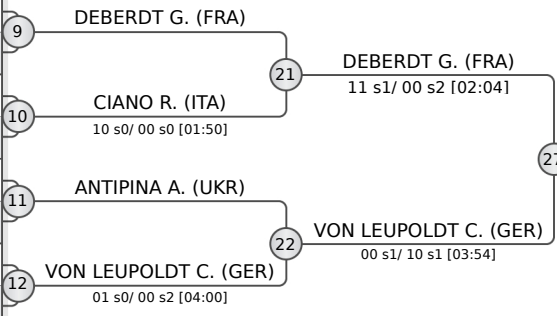 DEBERDT G. (FRA)
9
21
DEBERDT G. (FRA)
11 s1/ 00 s2 [02:04]
10
CIANO R. (ITA)
10 s0/ 00 s0 [01:50]
27
11
ANTIPINA A. (UKR)
22
VON LEUPOLDT C. (GER)
00 s1/ 10 s1 [03:54]
12
VON LEUPOLDT C. (GER)
01 s0/ 00 s2 [04:00]